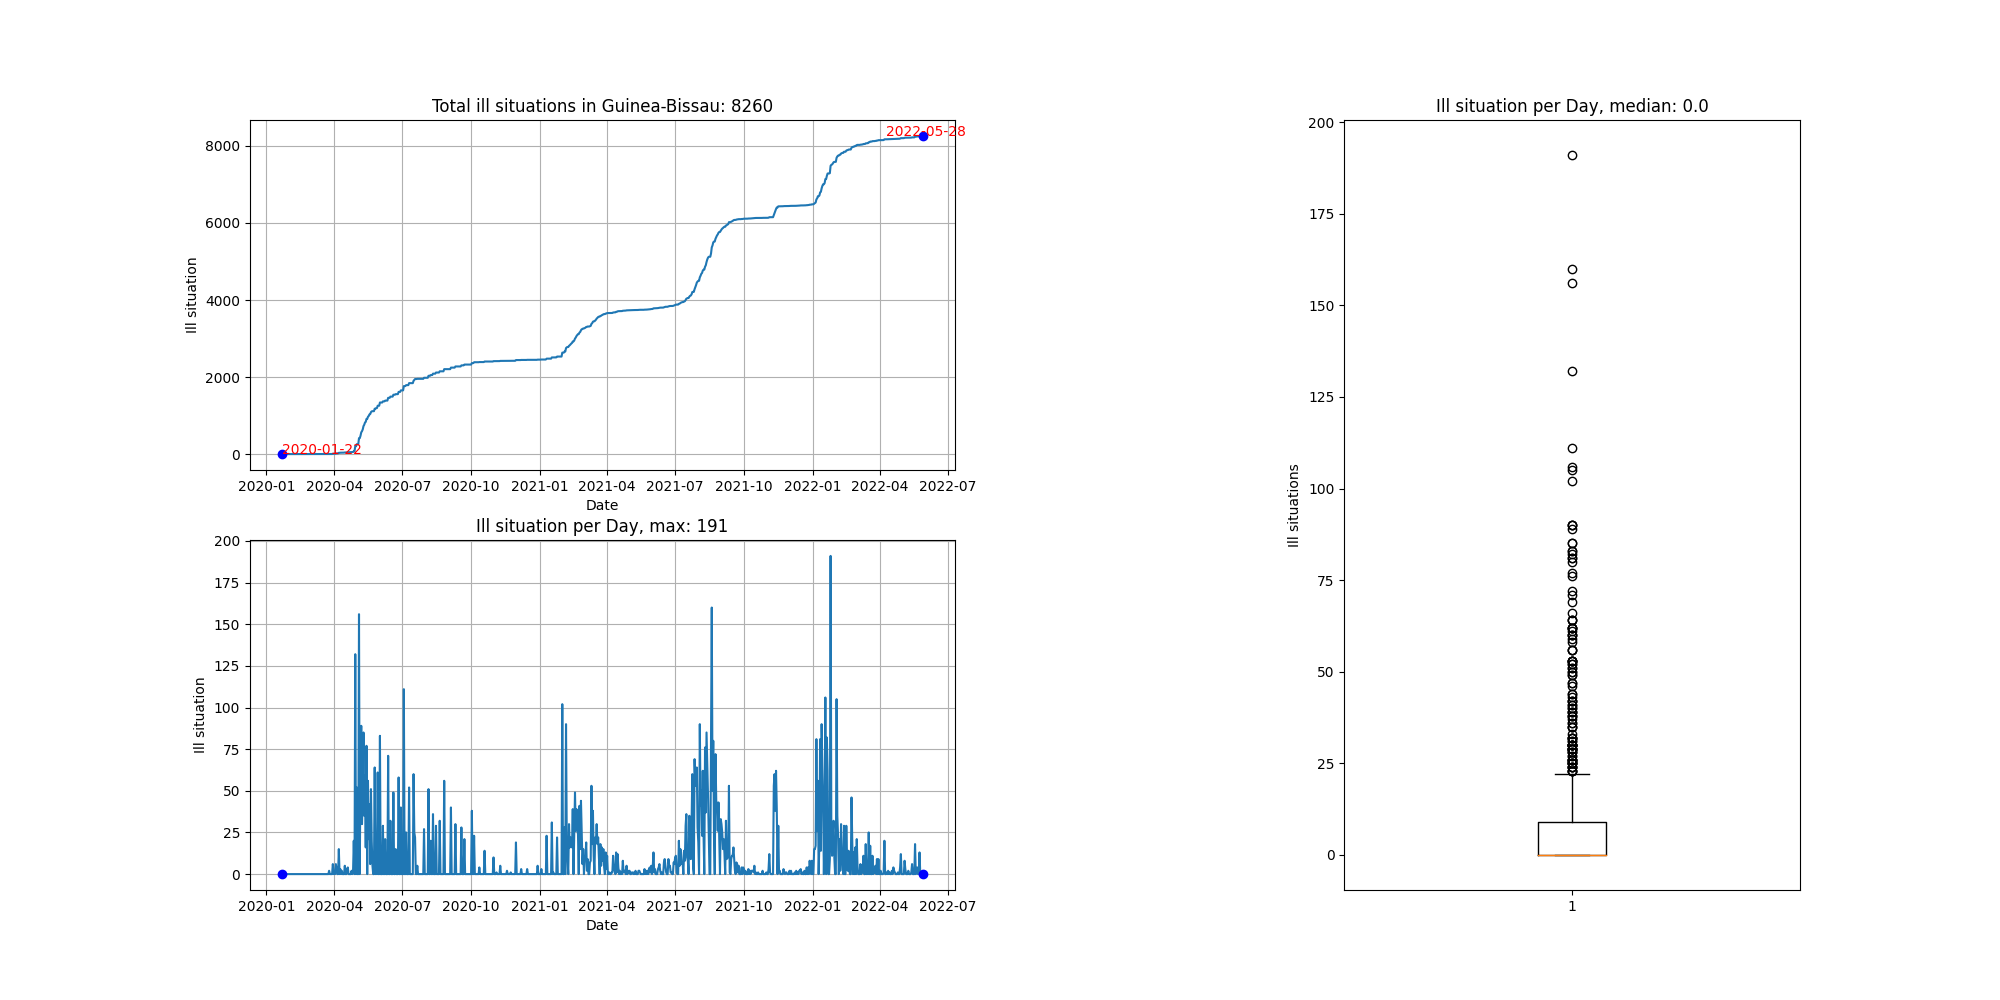 Total ill situations in Guinea-Bissau: 8260
Ill situation
8000
6000
4000
2000
0
2020-01-22
2022-05-28
2020-01 2020-04 2020-07 2020-10 2021-01 2021-04 2021-07 2021-10 2022-01 2022-04 2022-07
Date
Ill situation per Day, max: 191
Ill situation
200
175
150
125
100
75
50
25
0
2020-01 2020-04 2020-07 2020-10 2021-01 2021-04 2021-07 2021-10 2022-01 2022-04 2022-07
Date
Ill situation per Day, median: 0.0
Ill situations
200
175
150
125
100
75
50
25
0
1